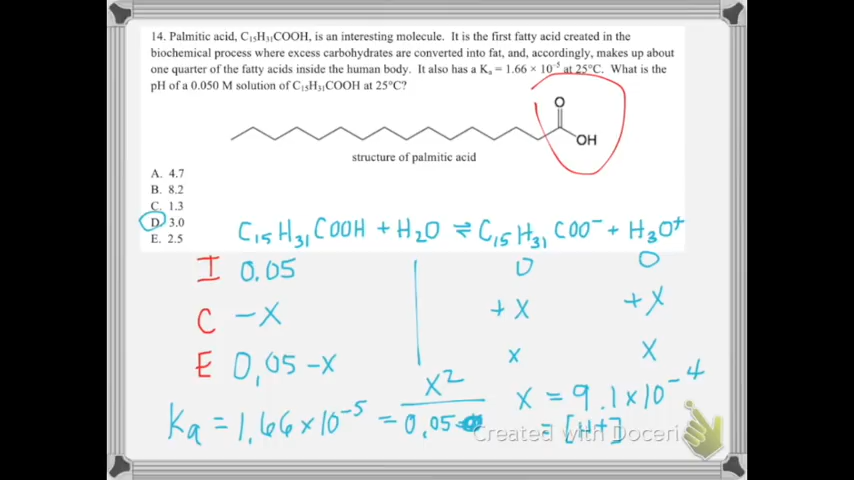 14. Palmitic acid, C₁₅H₃₁COOH, is an interesting molecule. It is the first fatty acid created in the
biochemical process where excess carbohydrates are converted into fat, and, accordingly, makes up about
one quarter of the fatty acids inside the human body. It also has a Kₐ = 1.66 × 10⁻⁵ at 25°C. What is the
pH of a 0.050 M solution of C₁₅H₃₁COOH at 25°C?
O
OH
structure of palmitic acid
A. 4.7
B. 8.2
C. 1.3
D. 3.0
E. 2.5
C₁₅H₃₁COOH + H₂O ⇌ C₁₅H₃₁COO⁻ + H₃O⁺
I 0.05 0 0
C -x +x +x
E 0.05-x x x
Kₐ = 1.66×10⁻⁵ = x² / 0.05 x = 9.1×10⁻⁴
= [H+]
Created with Doceri